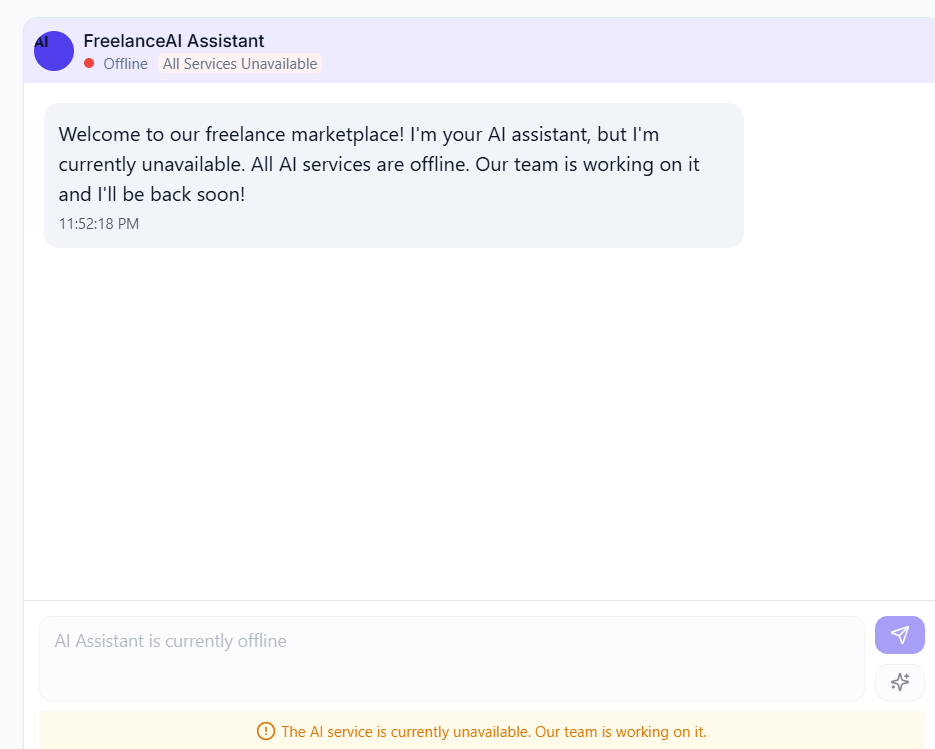 AI
FreelanceAI Assistant
Offline All Services Unavailable
Welcome to our freelance marketplace! I'm your AI assistant, but I'm
currently unavailable. All AI services are offline. Our team is working on it
and I'll be back soon!
11:52:18 PM
AI Assistant is currently offline
The AI service is currently unavailable. Our team is working on it.